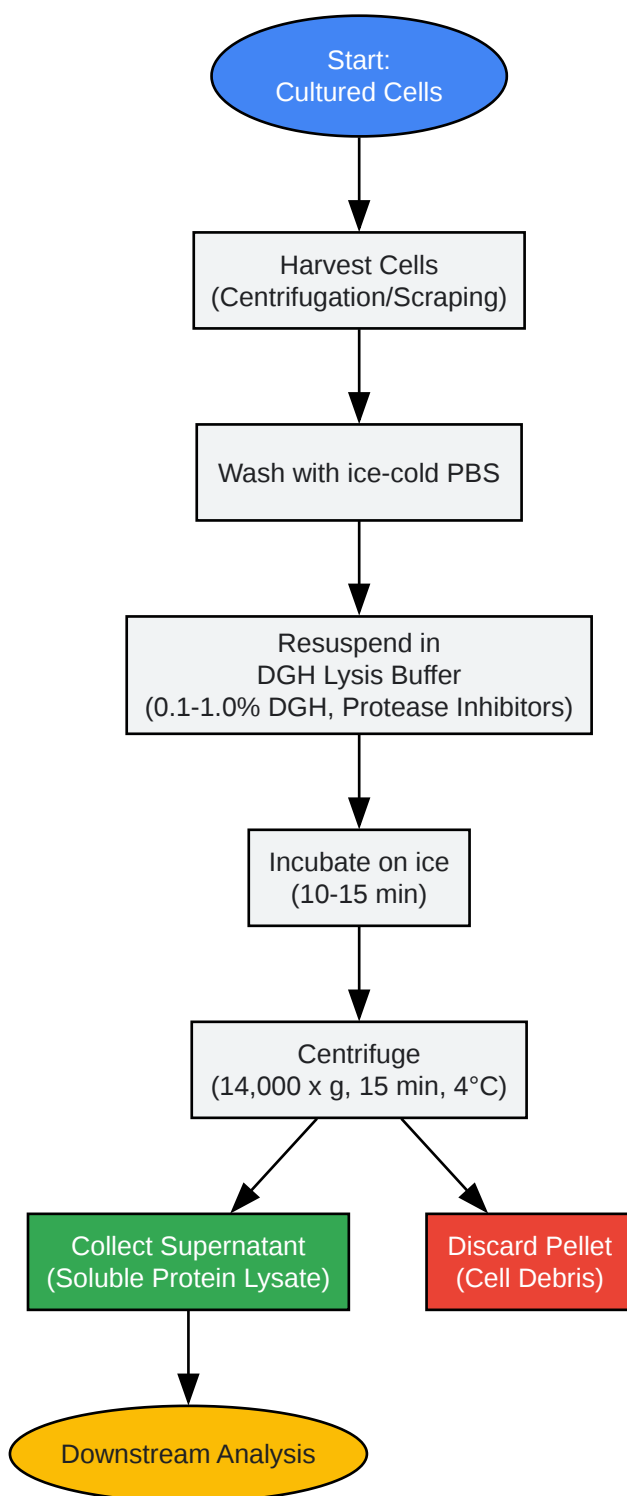 Start:
Cultured Cells
Harvest Cells
(Centrifugation/Scraping)
Wash with ice-cold PBS
Resuspend in
DGH Lysis Buffer
(0.1-1.0% DGH, Protease Inhibitors)
Incubate on ice
(10-15 min)
Centrifuge
(14,000 x g, 15 min, 4°C)
Collect Supernatant
(Soluble Protein Lysate)
Discard Pellet
(Cell Debris)
Downstream Analysis